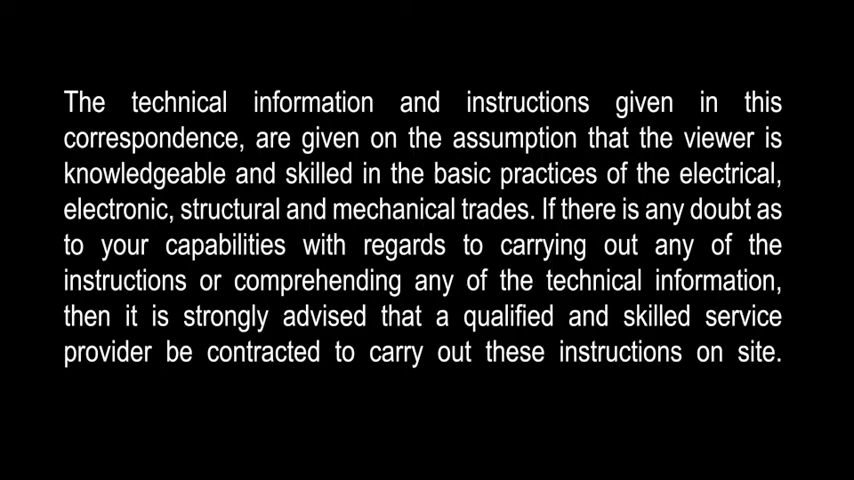 The technical information and instructions given in this
correspondence, are given on the assumption that the viewer is
knowledgeable and skilled in the basic practices of the electrical,
electronic, structural and mechanical trades. If there is any doubt as
to your capabilities with regards to carrying out any of the
instructions or comprehending any of the technical information,
then it is strongly advised that a qualified and skilled service
provider be contracted to carry out these instructions on site.